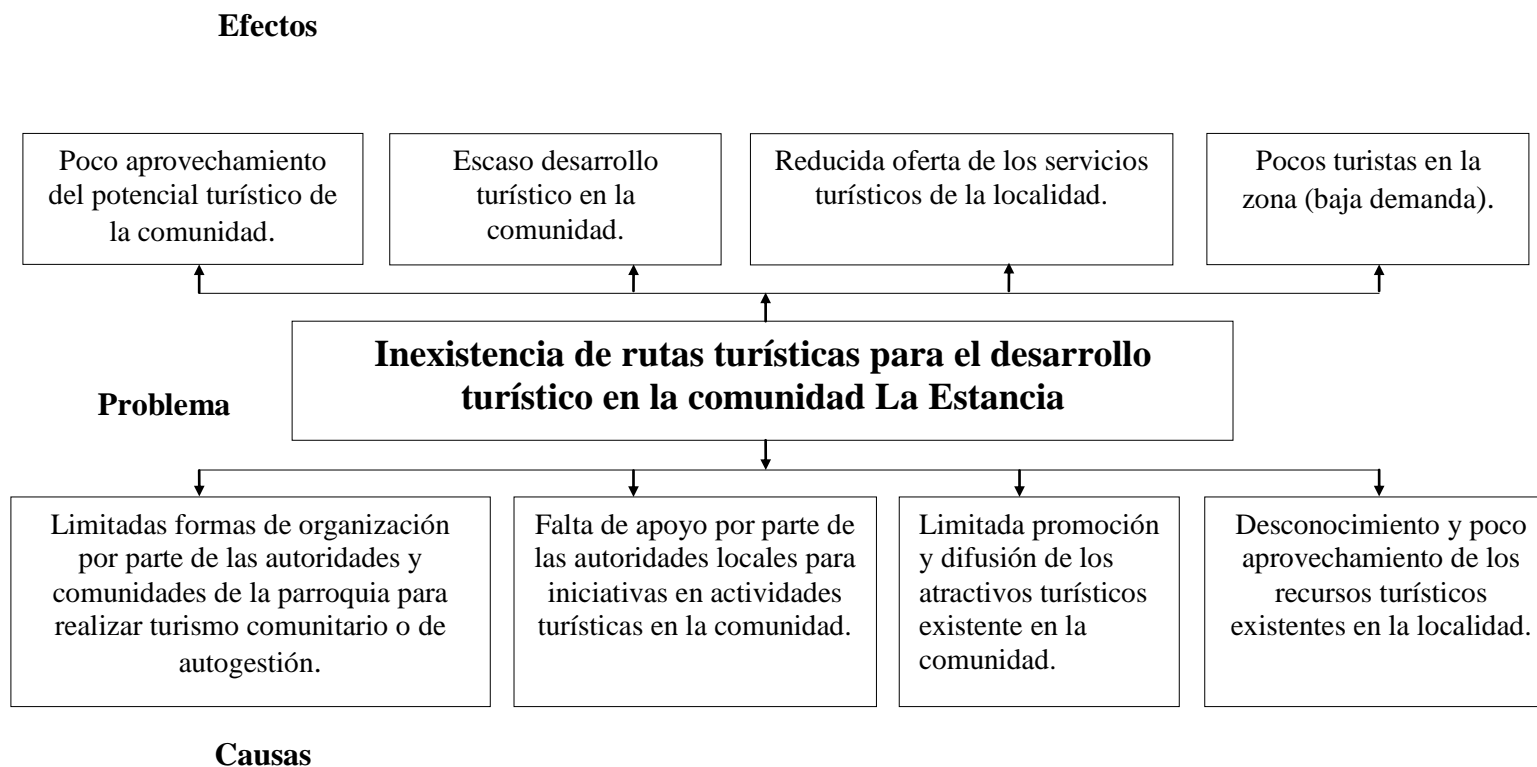 Efectos
Poco aprovechamiento
del potencial turístico de
la comunidad.
Escaso desarrollo
turístico en la
comunidad.
Reducida oferta de los servicios
turísticos de la localidad.
Pocos turistas en la
zona (baja demanda).
Inexistencia de rutas turísticas para el desarrollo
turístico en la comunidad La Estancia
Problema
Limitadas formas de organización
por parte de las autoridades y
comunidades de la parroquia para
realizar turismo comunitario o de
autogestión.
Falta de apoyo por parte de
las autoridades locales para
iniciativas en actividades
turísticas en la comunidad.
Limitada promoción
y difusión de los
atractivos turísticos
existente en la
comunidad.
Desconocimiento y poco
aprovechamiento de los
recursos turísticos
existentes en la localidad.
Causas